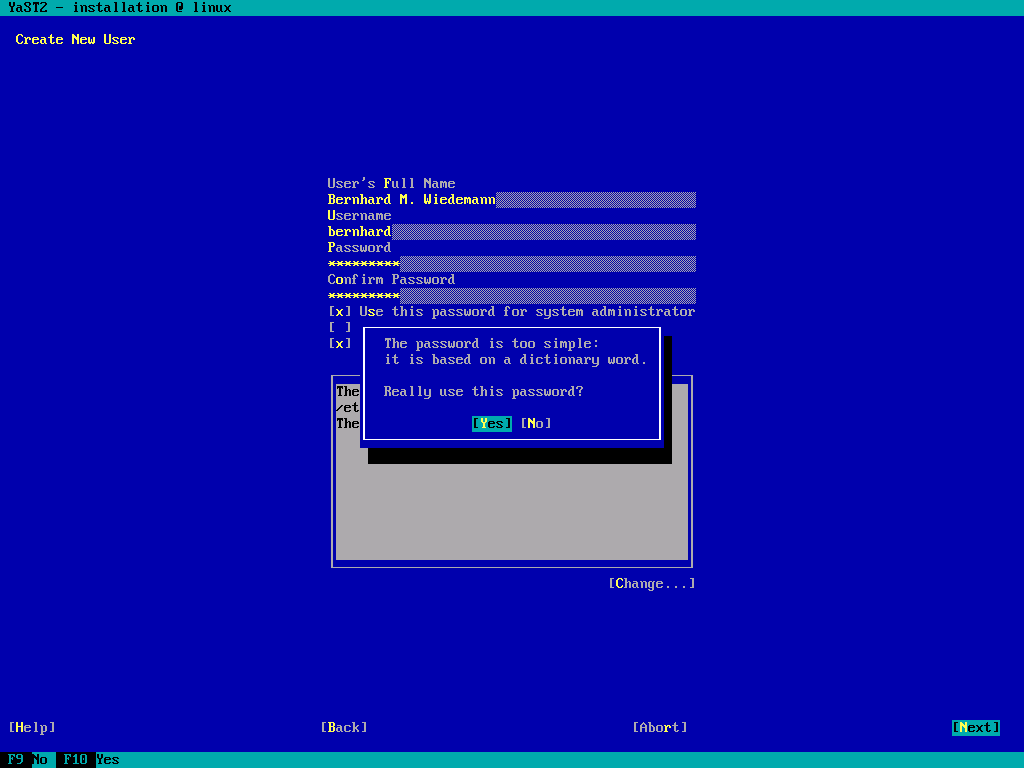 YaST2 - installation @ linux
Create New User
User's Full Name
Bernhard M. Wiedemann
Username
bernhard
Password
*********
Confirm Password
*********
[x] Use this password for system administrator
[ ]
[x]
The password is too simple:
it is based on a dictionary word.
Really use this password?
[Yes] [No]
The
/et
The
[Change...]
[Help] [Back] [Abort] [Next]
F9 No F10 Yes